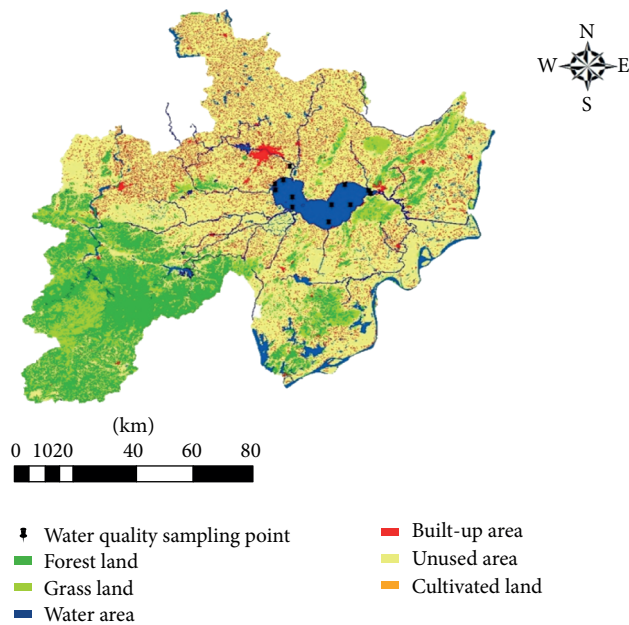 N
W E
S
(km)
0 10 20 40 60 80
Water quality sampling point
Forest land
Grass land
Water area
Built-up area
Unused area
Cultivated land